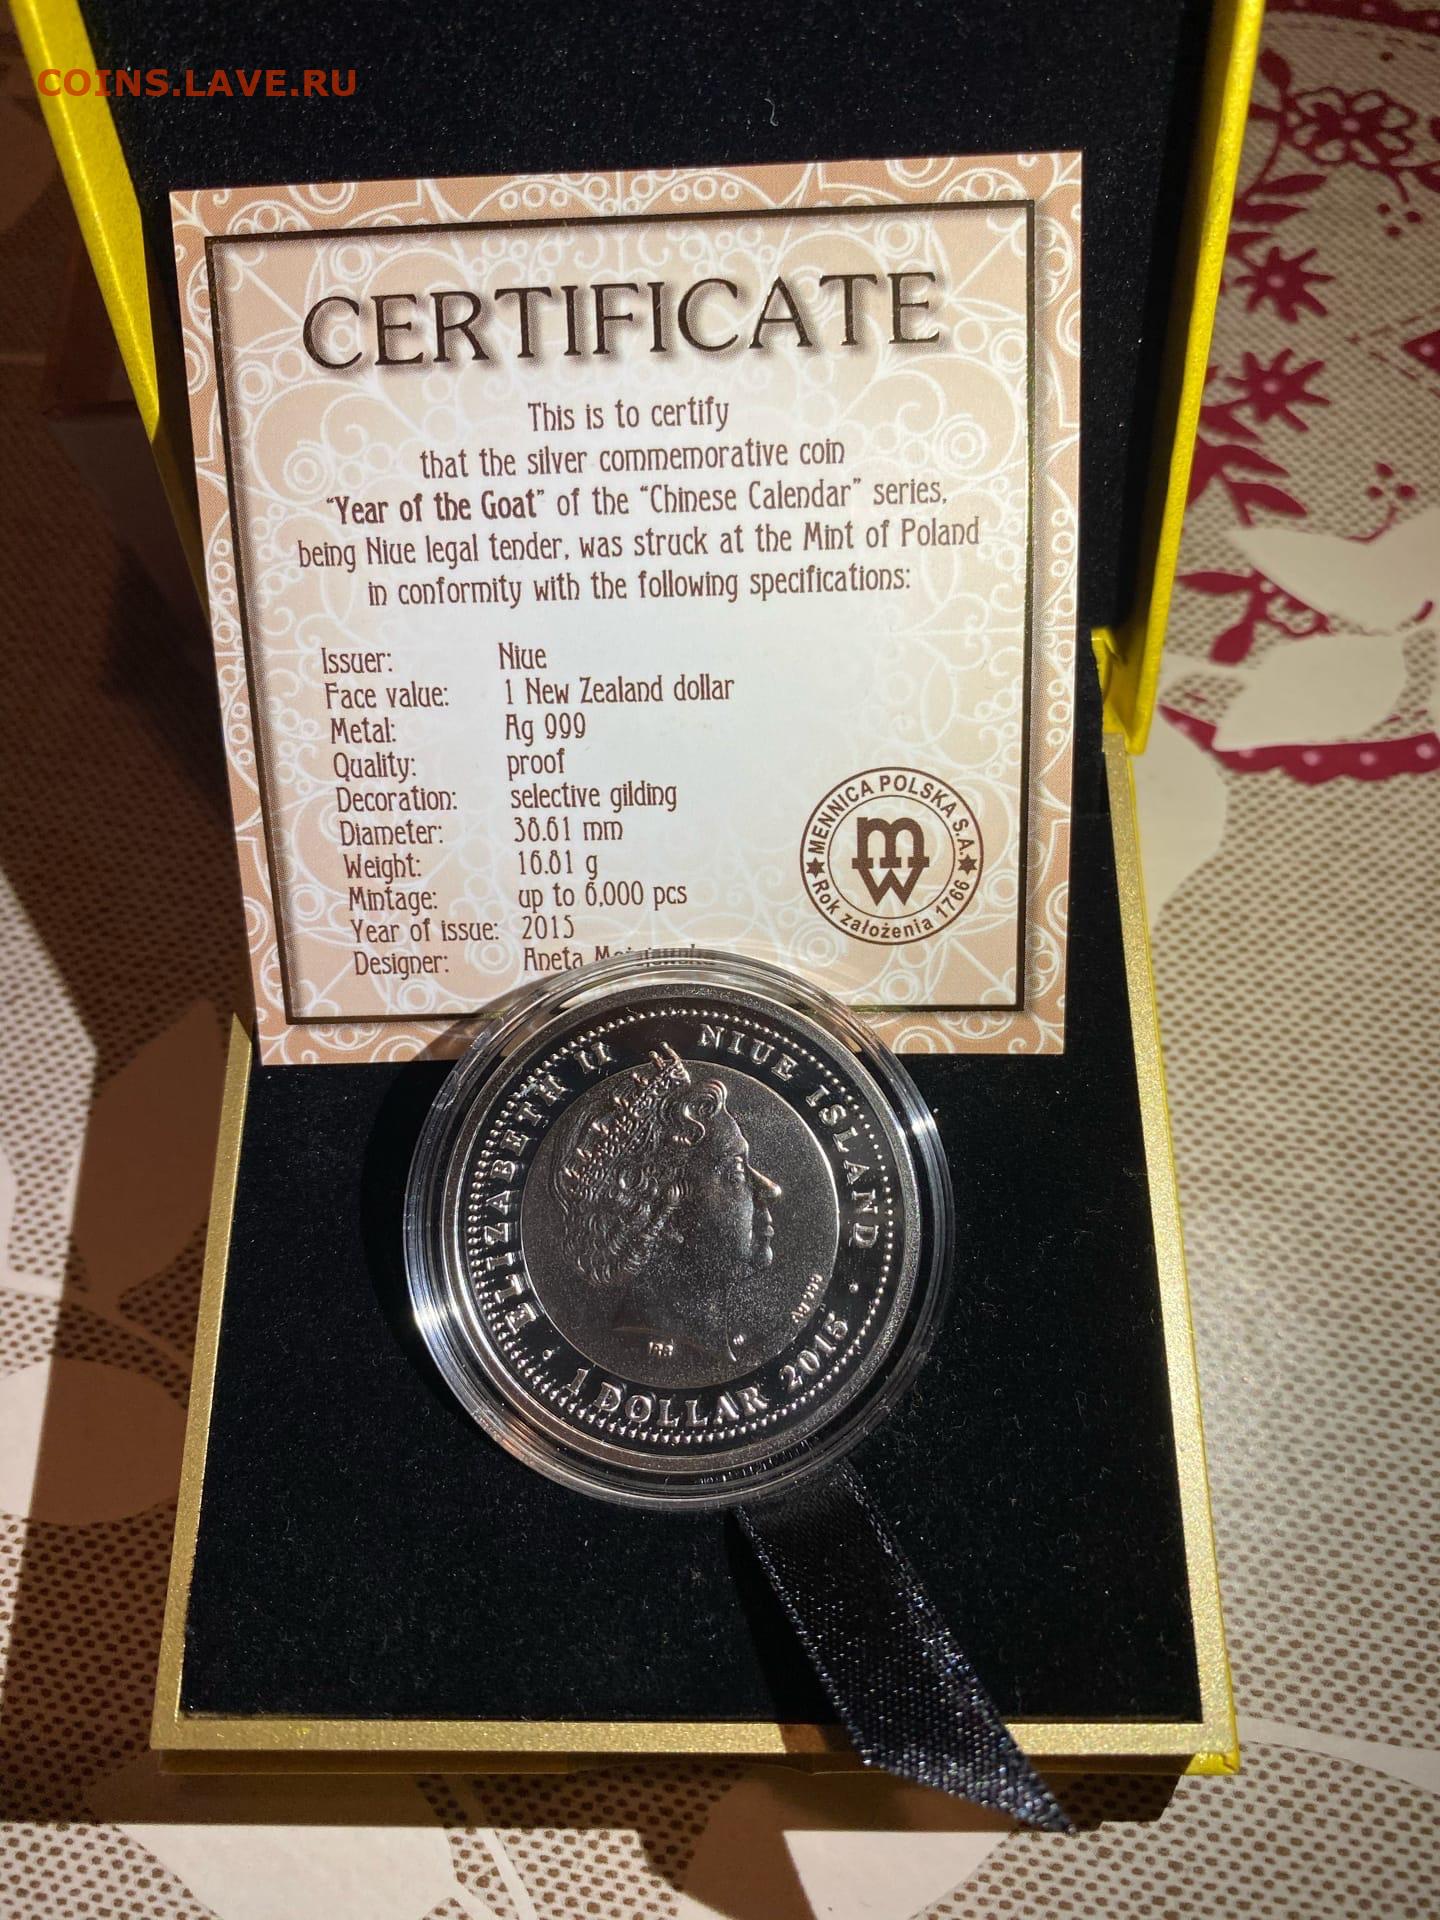 COINS.LAVE.RU
CERTIFICATE
This is to certify
that the silver commemorative coin
“Year of the Goat” of the “Chinese Calendar” series,
being Niue legal tender, was struck at the Mint of Poland
in conformity with the following specifications:
Issuer: Niue
Face value: 1 New Zealand dollar
Metal: Ag 999
Quality: proof
Decoration: selective gilding
Diameter: 38.61 mm
Weight: 16.81 g
Mintage: up to 6,000 pcs
Year of issue: 2015
Designer: Aneta
MENNICA POLSKA S.A.
Rok założenia 1766
mw
ELIZABETH II
NIUE ISLAND
1 DOLLAR 2015
IRB